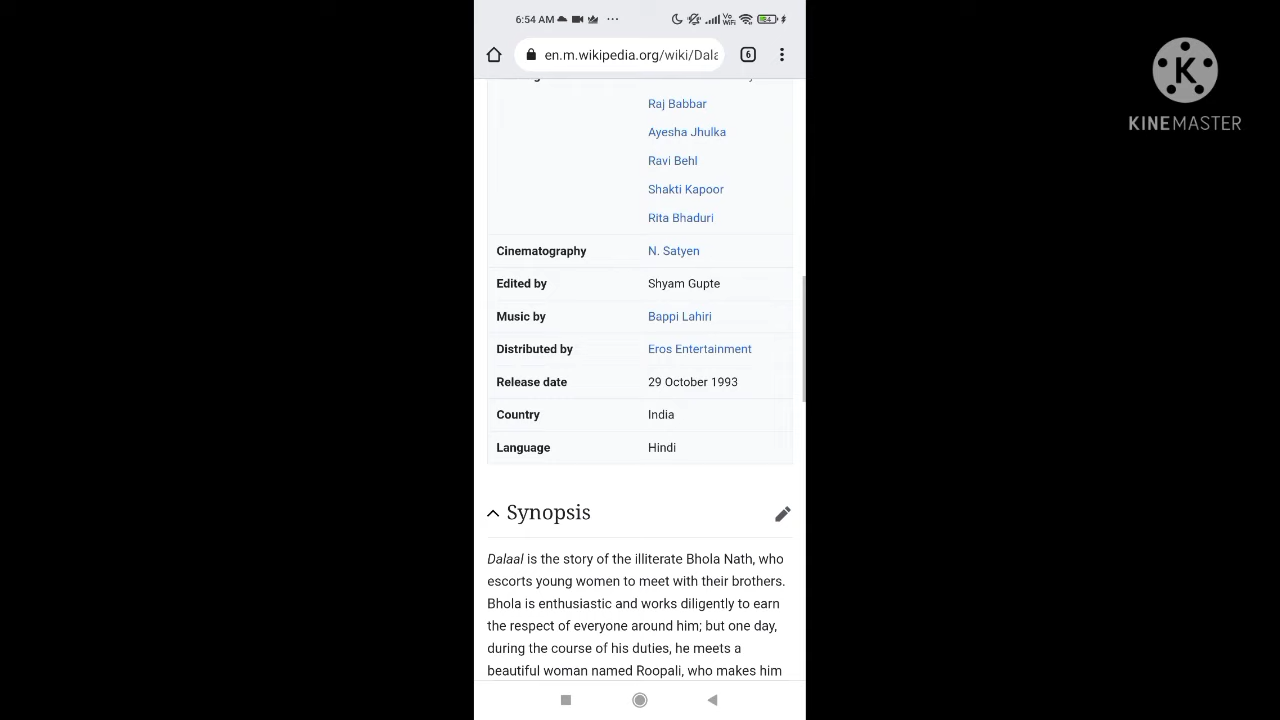 6:54 AM
en.m.wikipedia.org/wiki/Dala
6
KINEMASTER
Raj Babbar
Ayesha Jhulka
Ravi Behl
Shakti Kapoor
Rita Bhaduri
Cinematography N. Satyen
Edited by Shyam Gupte
Music by Bappi Lahiri
Distributed by Eros Entertainment
Release date 29 October 1993
Country India
Language Hindi
Synopsis
Dalaal is the story of the illiterate Bhola Nath, who
escorts young women to meet with their brothers.
Bhola is enthusiastic and works diligently to earn
the respect of everyone around him; but one day,
during the course of his duties, he meets a
beautiful woman named Roopali, who makes him